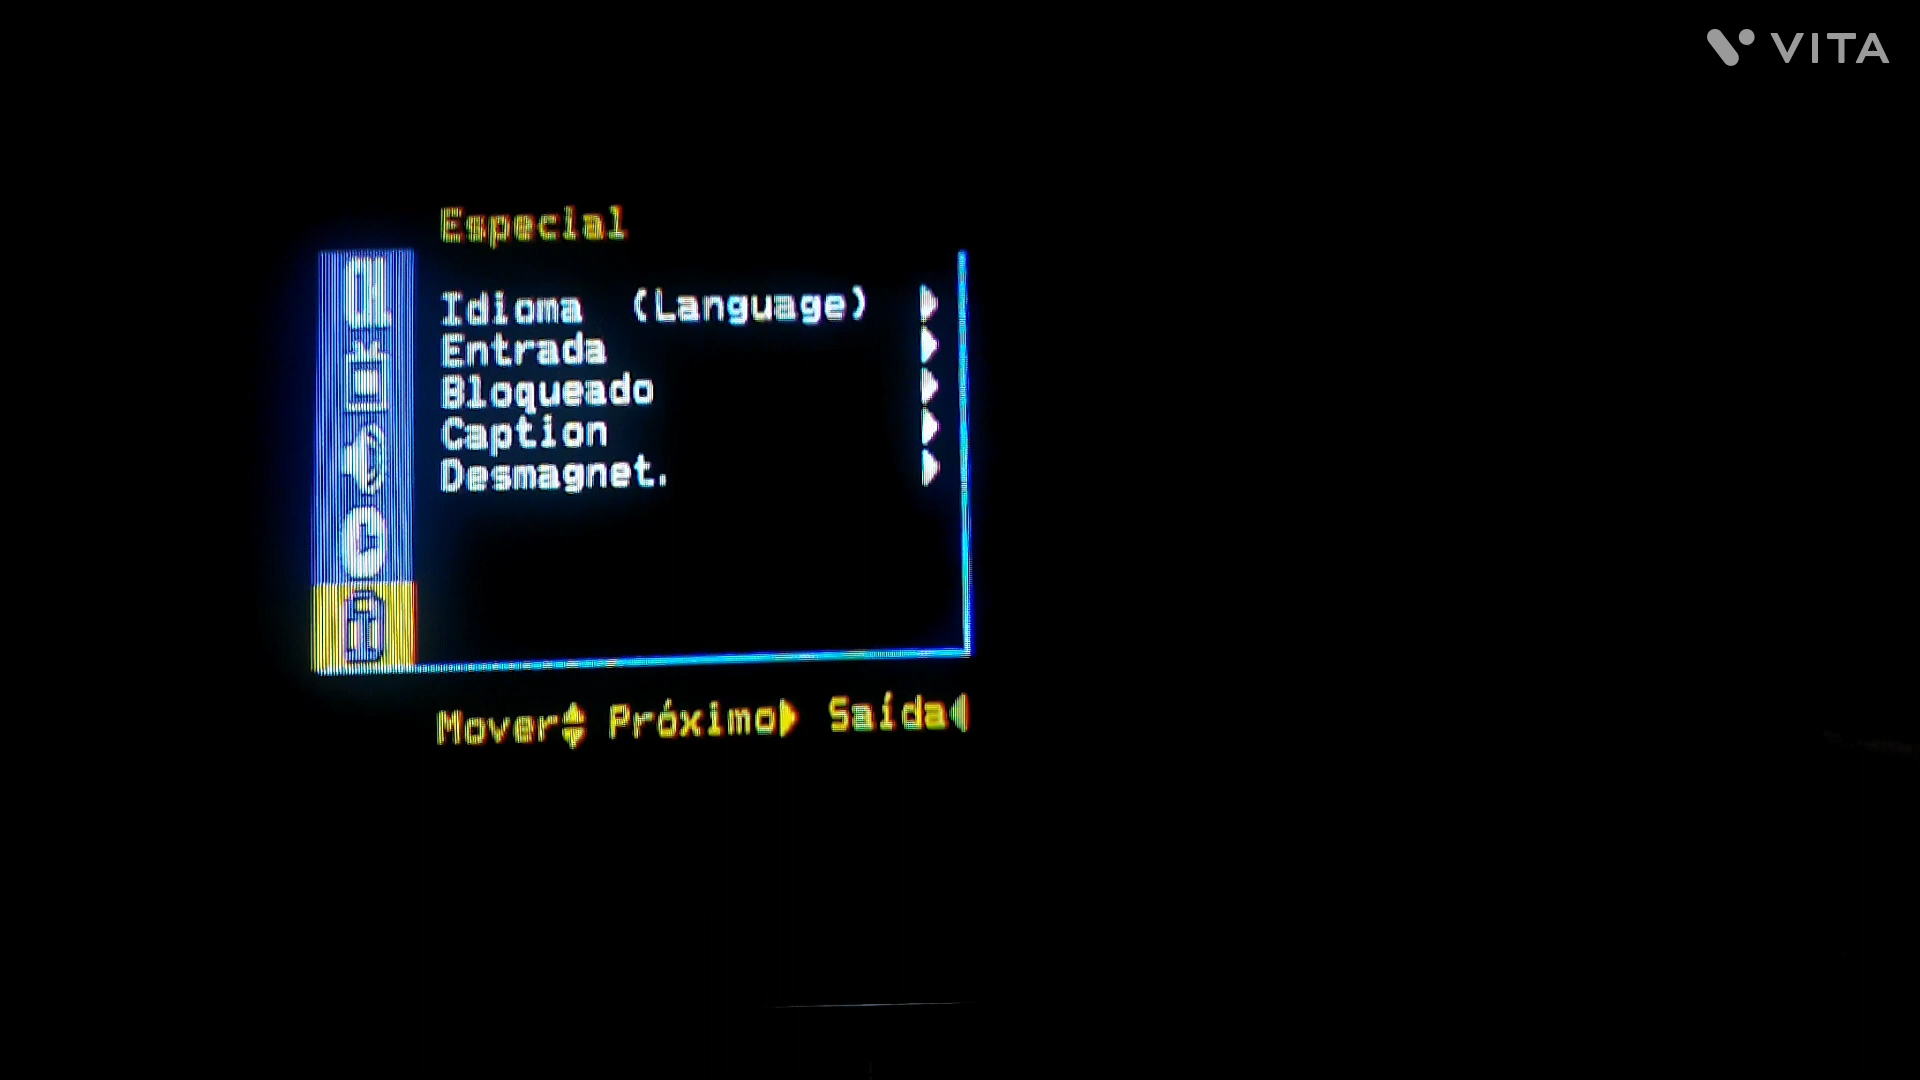 VITA
Especial
Idioma (Language)
Entrada
Bloqueado
Caption
Desmagnet.
Mover Próximo Saída